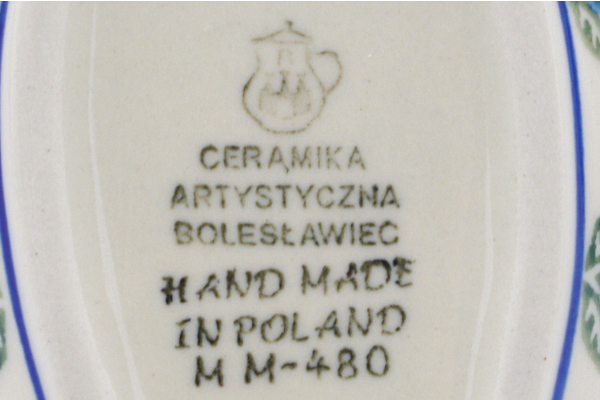 CERAMIKA
ARTYSTYCZNA
BOLESŁAWIEC
HAND MADE
IN POLAND
M M-480